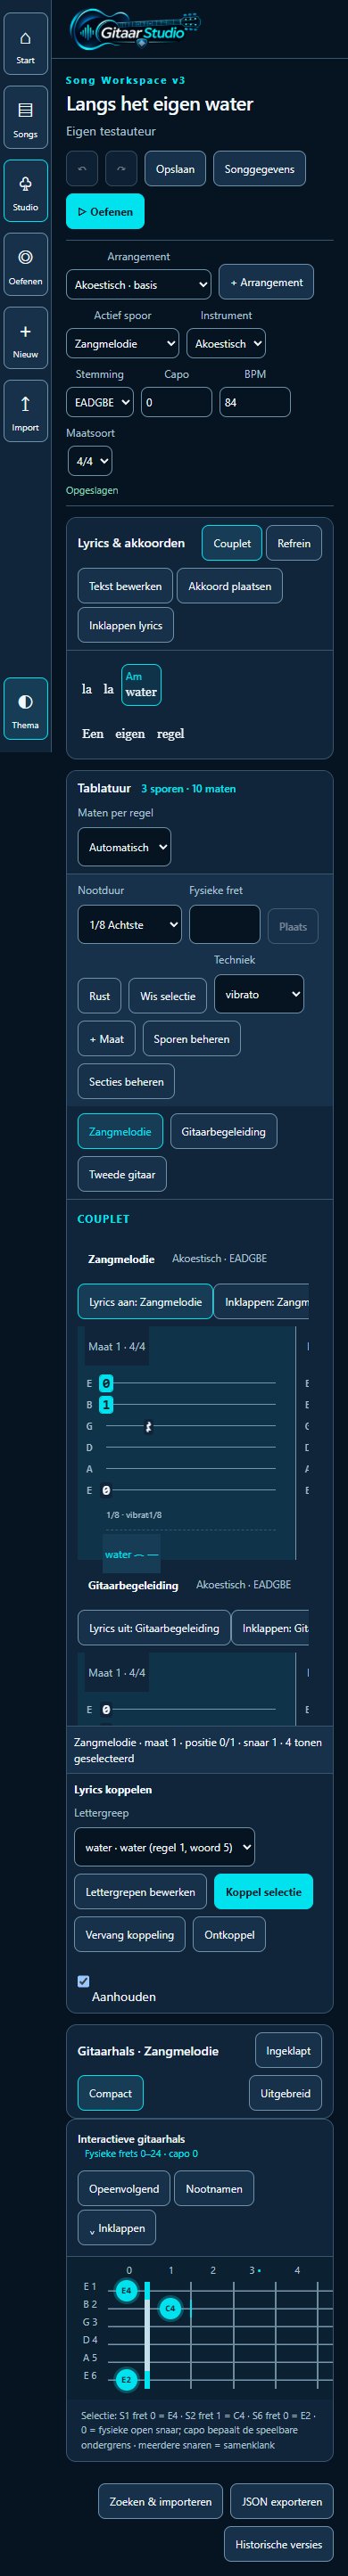 GitaarStudio
Start
Songs
Studio
Oefenen
Nieuw
Import
Thema
Song Workspace v3
Langs het eigen water
Eigen testauteur
Opslaan Songgegevens
▷ Oefenen
Arrangement
Akoestisch · basis + Arrangement
Actief spoor Instrument
Zangmelodie Akoestisch
Stemming Capo BPM
EADGBE 0 84
Maatsoort
4/4
Opgeslagen
Lyrics & akkoorden Couplet Refrein
Tekst bewerken Akkoord plaatsen
Inklappen lyrics
Am
la la water
Een eigen regel
Tablatuur 3 sporen · 10 maten
Maten per regel
Automatisch
Nootduur Fysieke fret
1/8 Achtste Plaats
Techniek
Rust Wis selectie vibrato
+ Maat Sporen beheren
Secties beheren
Zangmelodie Gitaarbegeleiding
Tweede gitaar
COUPLET
Zangmelodie Akoestisch · EADGBE
Lyrics aan: Zangmelodie Inklappen: Zangm
Maat 1 · 4/4
E 0
B 1
G
D
A
E 0
1/8 · vibrat1/8
water
Gitaarbegeleiding Akoestisch · EADGBE
Lyrics uit: Gitaarbegeleiding Inklappen: Git
Maat 1 · 4/4
E 0
Zangmelodie · maat 1 · positie 0/1 · snaar 1 · 4 tonen
geselecteerd
Lyrics koppelen
Lettergreep
water · water (regel 1, woord 5)
Lettergrepen bewerken Koppel selectie
Vervang koppeling Ontkoppel
Aanhouden
Gitaarhals · Zangmelodie Ingeklapt
Compact Uitgebreid
Interactieve gitaarhals
Fysieke frets 0–24 · capo 0
Opeenvolgend Nootnamen
⌄ Inklappen
0 1 2 3 • 4
E 1 E4
B 2 C4
G 3
D 4
A 5
E 6 E2
Selectie: S1 fret 0 = E4 · S2 fret 1 = C4 · S6 fret 0 = E2 ·
0 = fysieke open snaar; capo bepaalt de speelbare
ondergrens · meerdere snaren = samenklank
Zoeken & importeren JSON exporteren
Historische versies